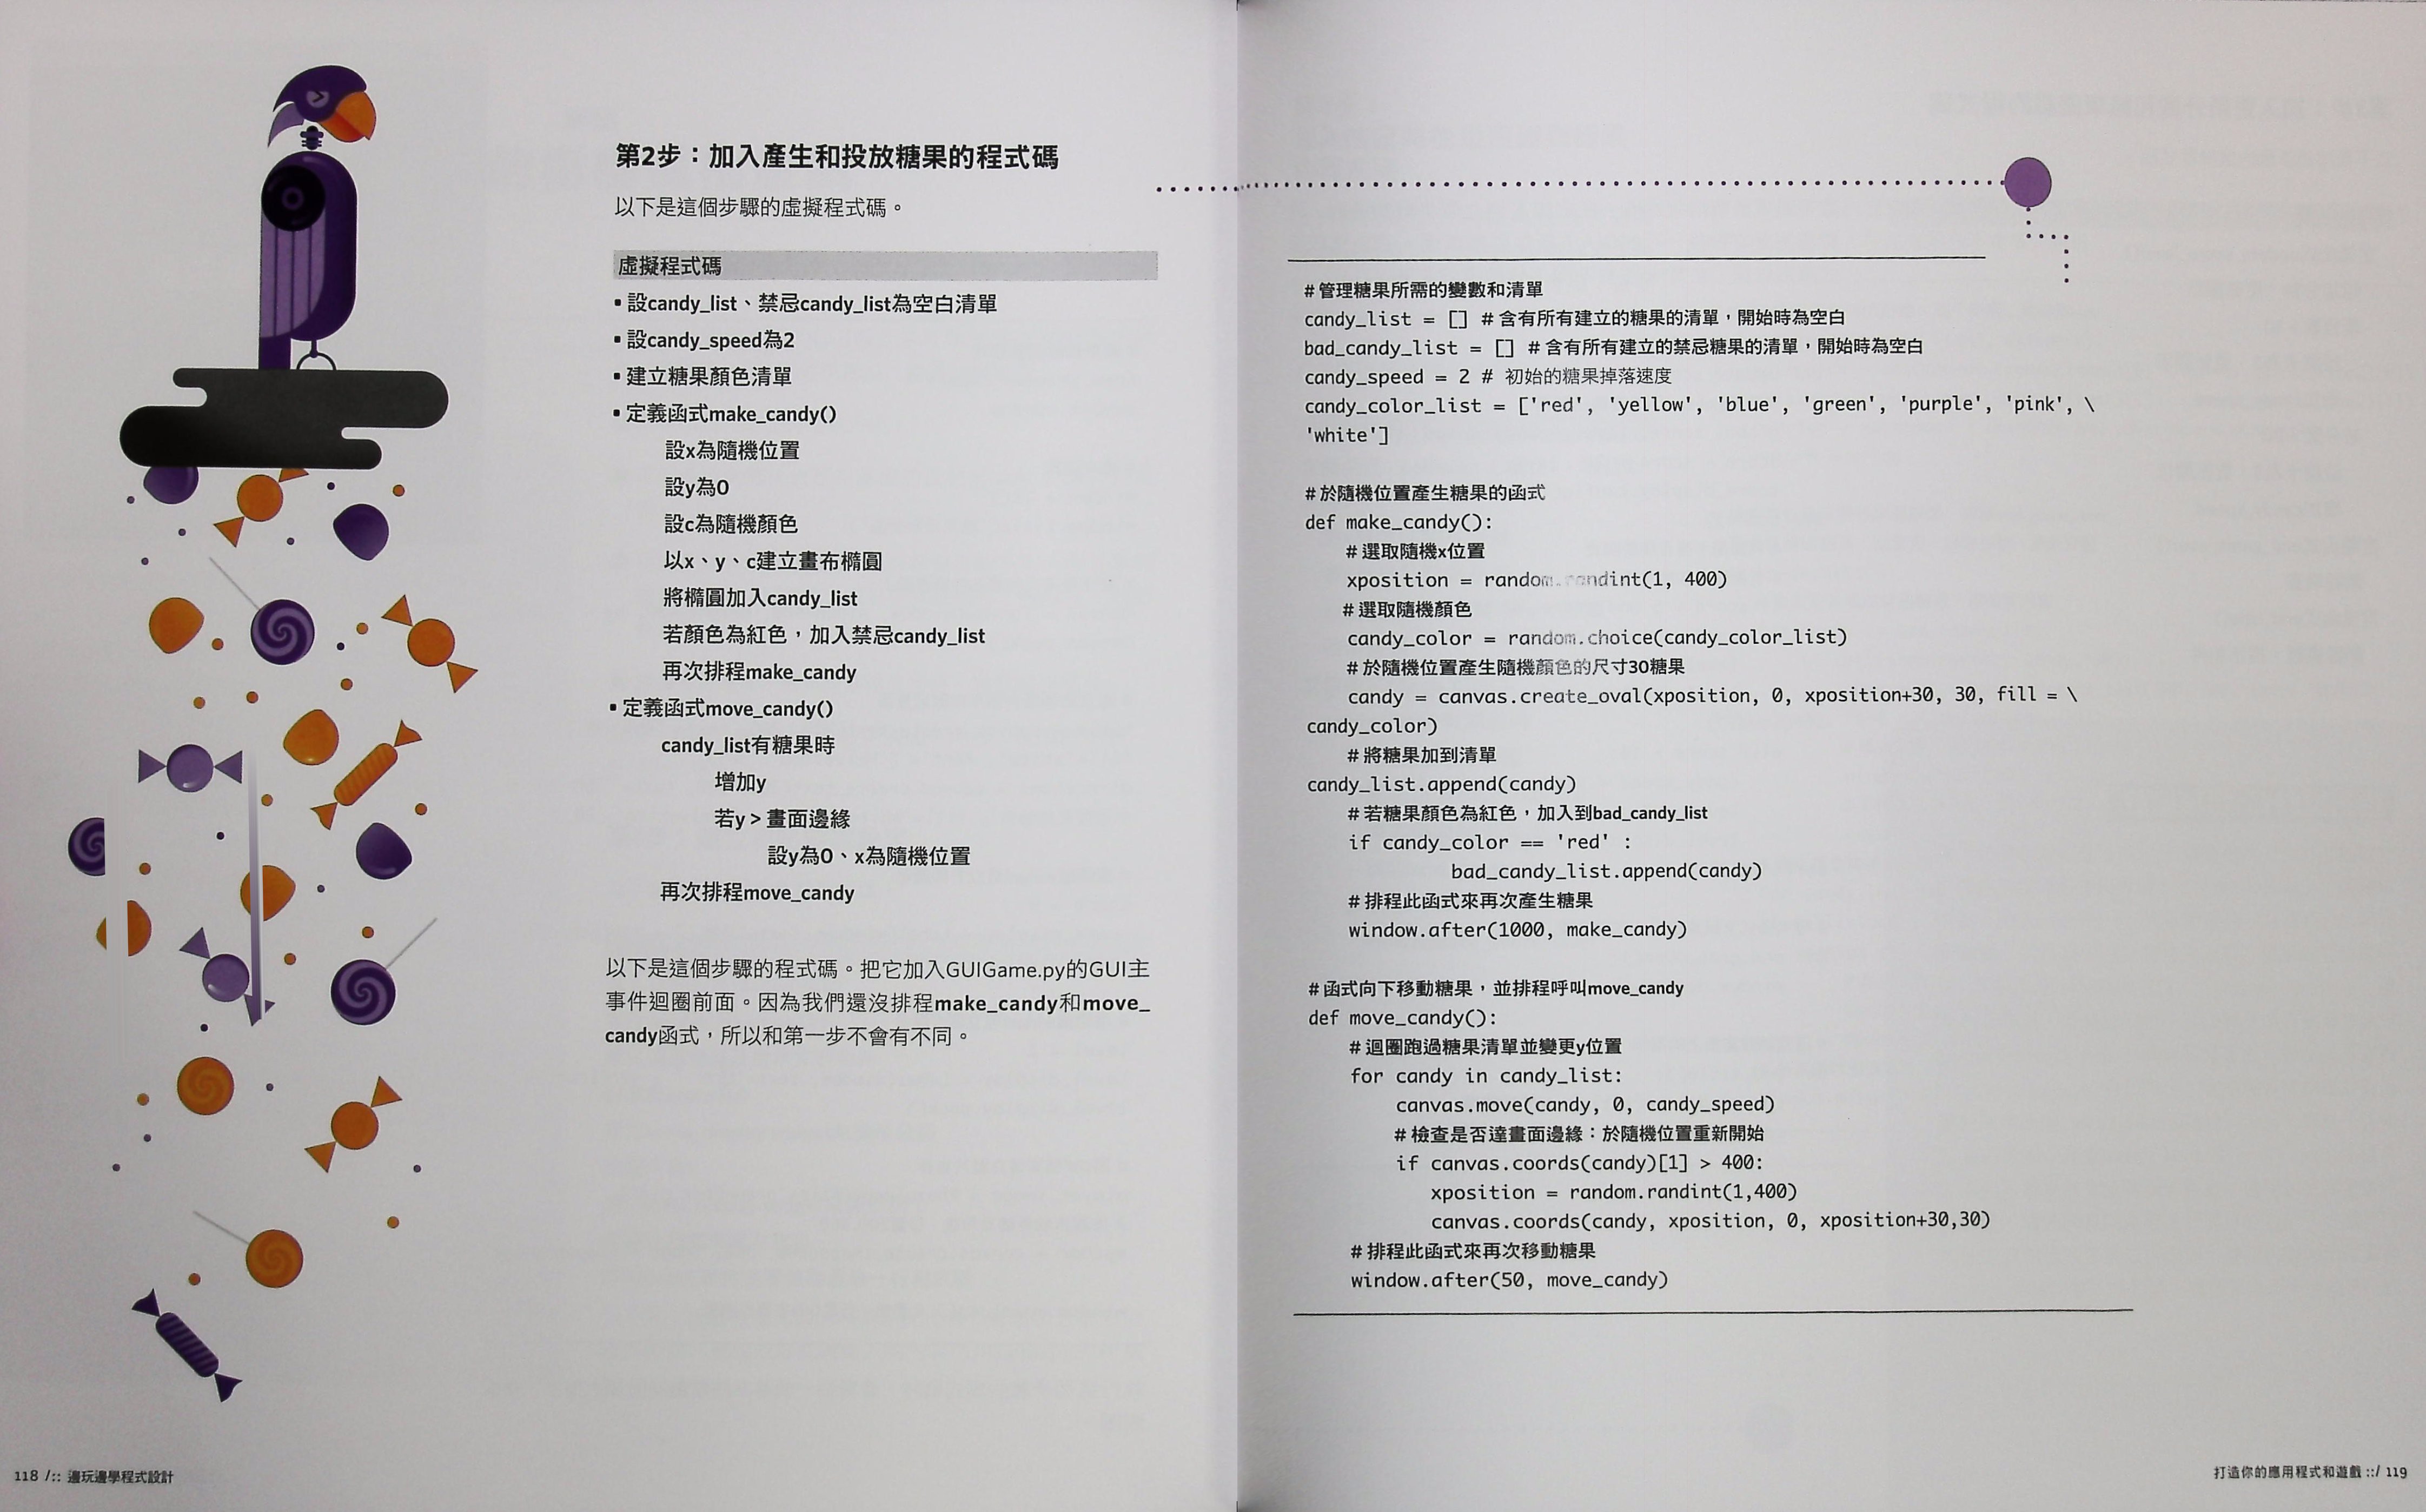 第2步：加入產生和投放糖果的程式碼
以下是這個步驟的虛擬程式碼。
虛擬程式碼
▪ 設candy_list、禁忌candy_list為空白清單
▪ 設candy_speed為2
▪ 建立糖果顏色清單
▪ 定義函式make_candy()
設x為隨機位置
設y為0
設c為隨機顏色
以x、y、c建立畫布橢圓
將橢圓加入candy_list
若顏色為紅色，加入禁忌candy_list
再次排程make_candy
▪ 定義函式move_candy()
candy_list有糖果時
增加y
若y > 畫面邊緣
設y為0、x為隨機位置
再次排程move_candy
以下是這個步驟的程式碼。把它加入GUIGame.py的GUI主
事件迴圈前面。因為我們還沒排程make_candy和move_
candy函式，所以和第一步不會有不同。
118 /:: 邊玩邊學程式設計
# 管理糖果所需的變數和清單
candy_list = [] # 含有所有建立的糖果的清單，開始時為空白
bad_candy_list = [] # 含有所有建立的禁忌糖果的清單，開始時為空白
candy_speed = 2 # 初始的糖果掉落速度
candy_color_list = ['red', 'yellow', 'blue', 'green', 'purple', 'pink', \
'white']
# 於隨機位置產生糖果的函式
def make_candy():
# 選取隨機x位置
xposition = random.randint(1, 400)
# 選取隨機顏色
candy_color = random.choice(candy_color_list)
# 於隨機位置產生隨機顏色的尺寸30糖果
candy = canvas.create_oval(xposition, 0, xposition+30, 30, fill = \
candy_color)
# 將糖果加到清單
candy_list.append(candy)
# 若糖果顏色為紅色，加入到bad_candy_list
if candy_color == 'red' :
bad_candy_list.append(candy)
# 排程此函式來再次產生糖果
window.after(1000, make_candy)
# 函式向下移動糖果，並排程呼叫move_candy
def move_candy():
# 迴圈跑過糖果清單並變更y位置
for candy in candy_list:
canvas.move(candy, 0, candy_speed)
# 檢查是否達畫面邊緣：於隨機位置重新開始
if canvas.coords(candy)[1] > 400:
xposition = random.randint(1,400)
canvas.coords(candy, xposition, 0, xposition+30,30)
# 排程此函式來再次移動糖果
window.after(50, move_candy)
打造你的應用程式和遊戲 ::/ 119